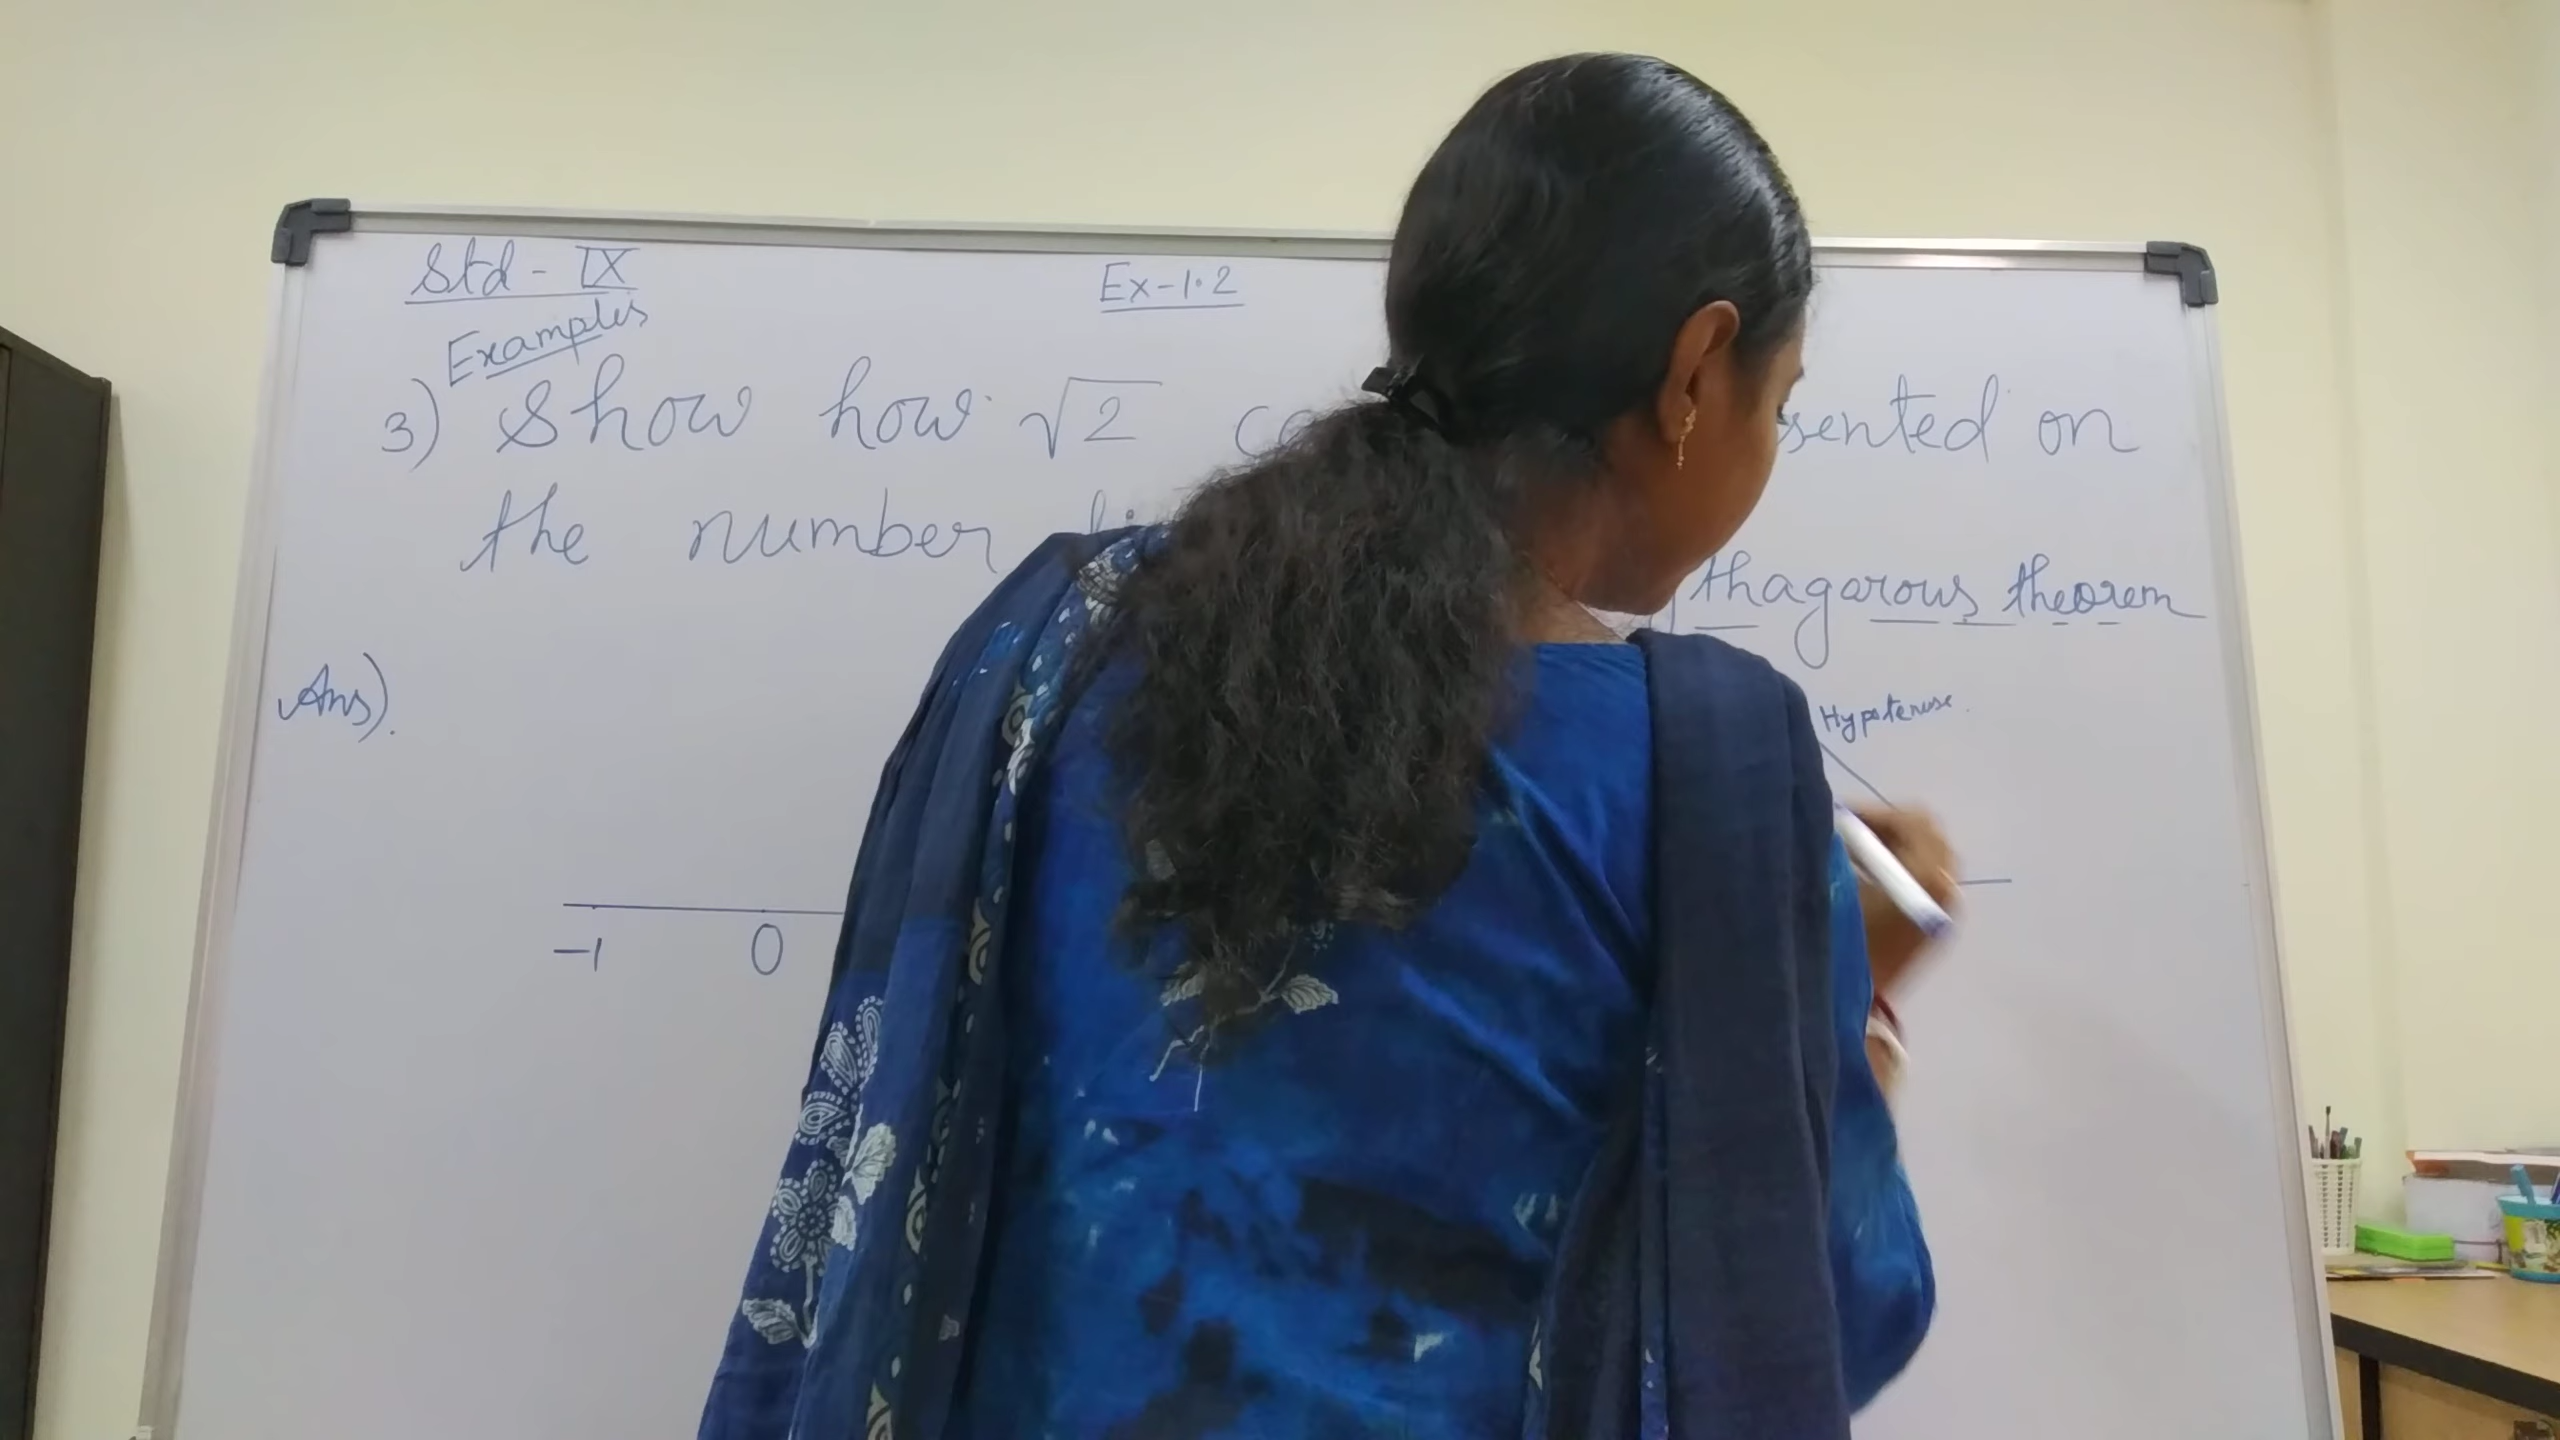 Std - IX
Ex-1.2
Examples
3) Show how √2 sented on
the number
thagarous theorem
Ans).
Hypotenuse.
-1 0